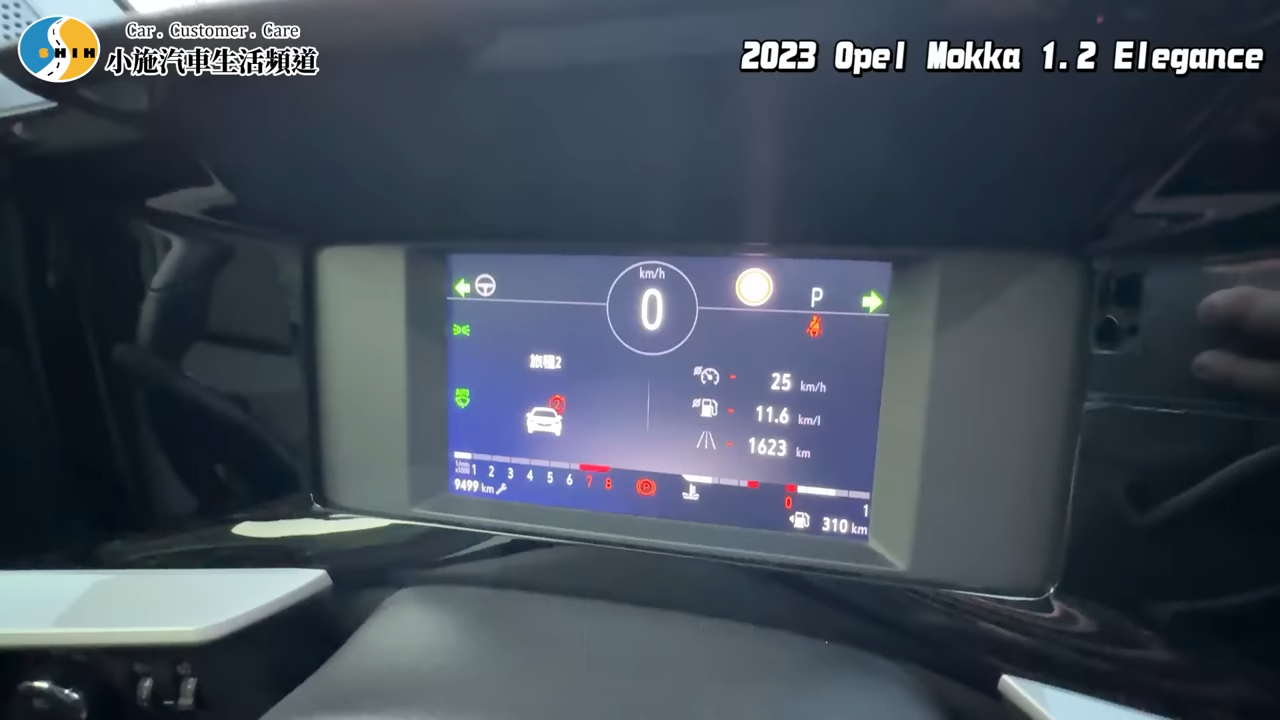 Car. Customer. Care
SHIH
小施汽車生活頻道
2023 Opel Mokka 1.2 Elegance
km/h
0
P
旅程2
25 km/h
11.6 km/l
1623 km
AUTO
1 2 3 4 5 6 7 8
9499 km
P
0 1
310 km